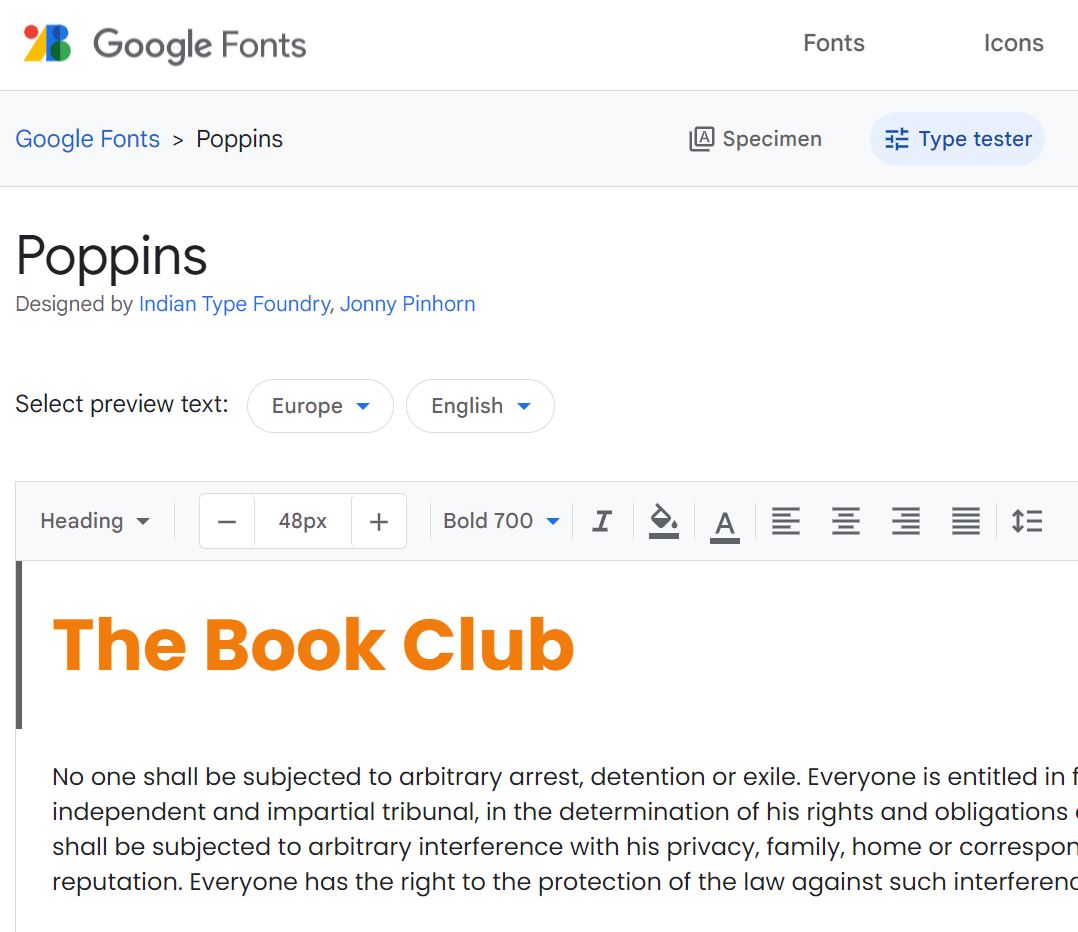 Google Fonts
Fonts
Icons
Google Fonts > Poppins
A Specimen
Type tester
Poppins
Designed by Indian Type Foundry, Jonny Pinhorn
Select preview text:
Europe
English
Heading
− 48px +
Bold 700
I
A
The Book Club
No one shall be subjected to arbitrary arrest, detention or exile. Everyone is entitled in
independent and impartial tribunal, in the determination of his rights and obligations
shall be subjected to arbitrary interference with his privacy, family, home or correspon
reputation. Everyone has the right to the protection of the law against such interferenc